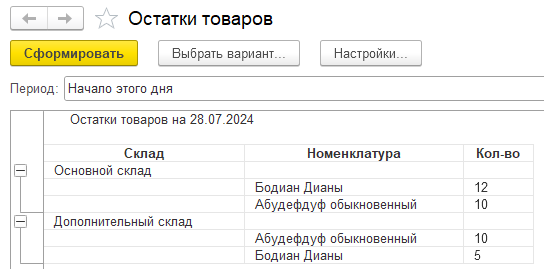 Остатки товаров
Сформировать Выбрать вариант... Настройки...
Период: Начало этого дня
Остатки товаров на 28.07.2024
Склад Номенклатура Кол-во
Основной склад
Бодиан Дианы 12
Абудефдуф обыкновенный 10
Дополнительный склад
Абудефдуф обыкновенный 10
Бодиан Дианы 5